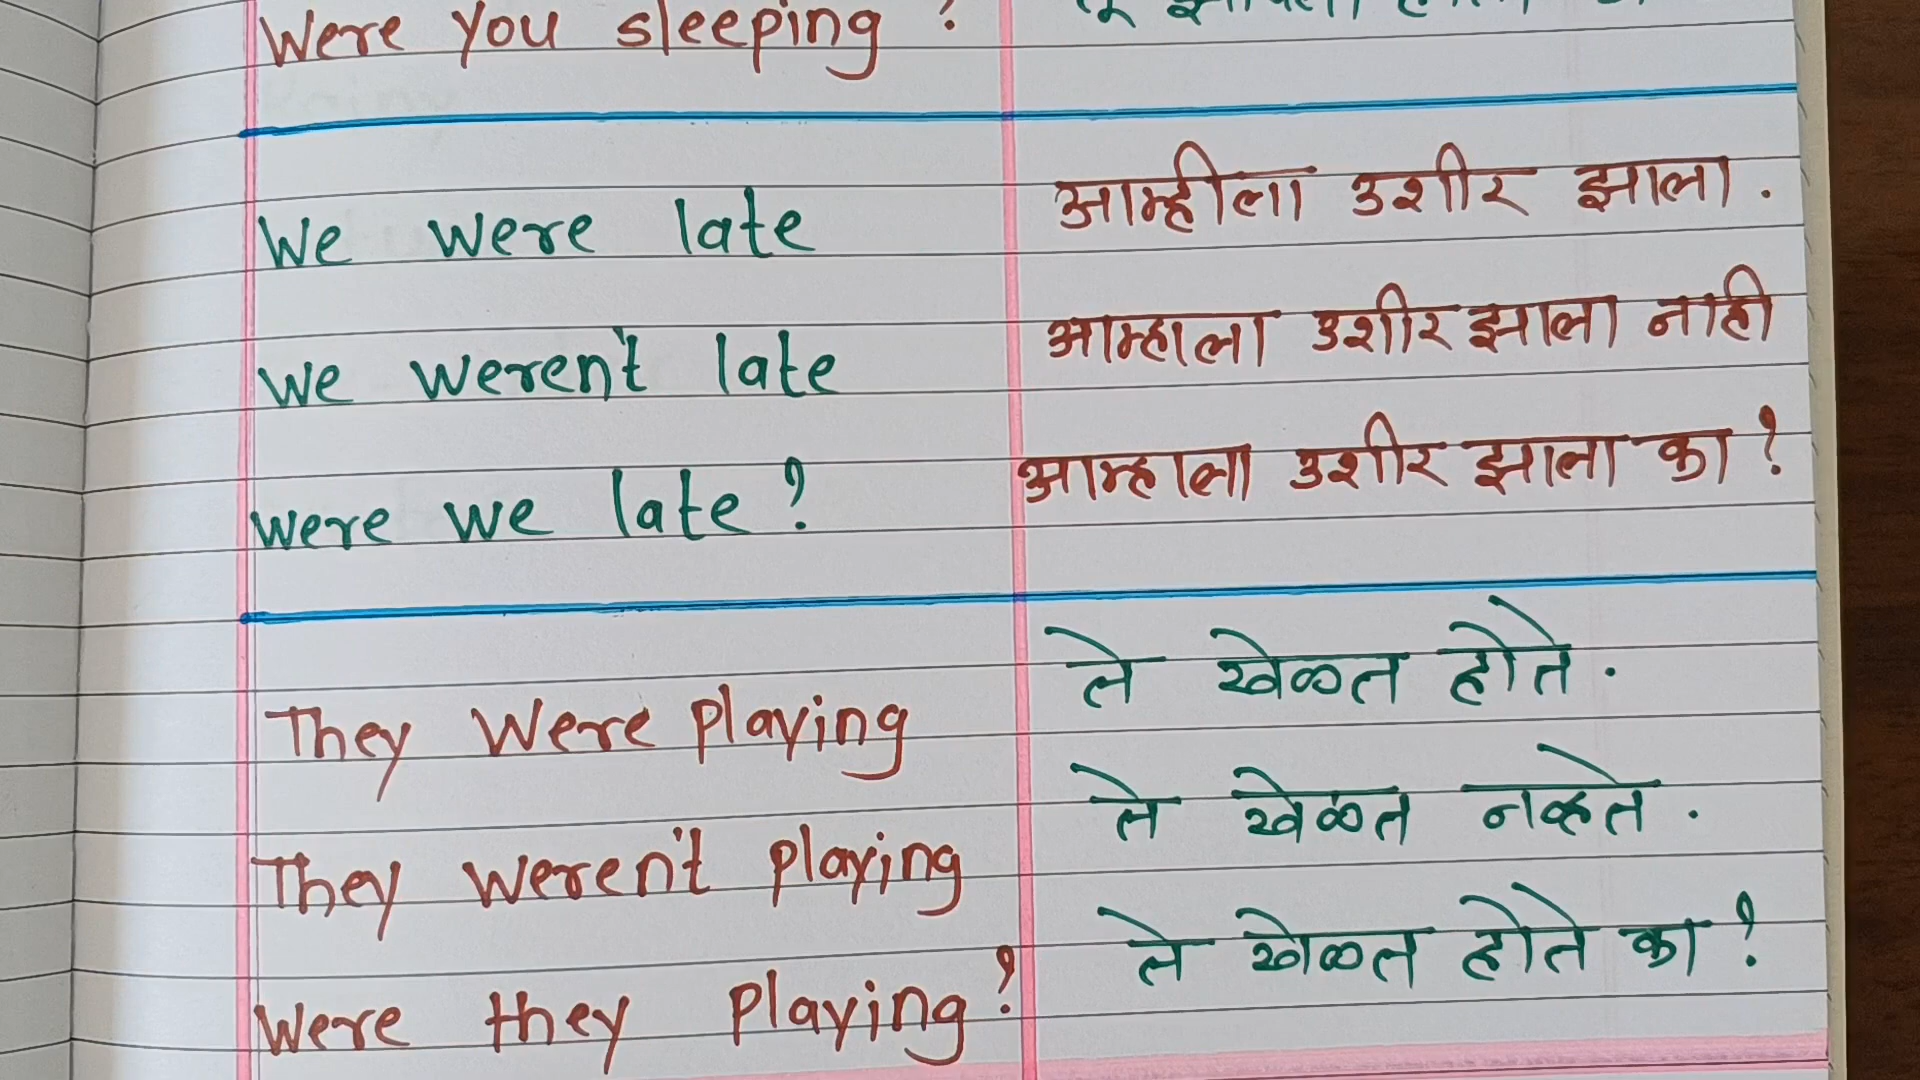 Were you sleeping ?
We were late आम्हीला उशीर झाला .
We weren't late आम्हाला उशीर झाला नाही
Were we late ? आम्हाला उशीर झाला का ?
They were playing ते खेळत होते .
They weren't playing ते खेळत नव्हते .
Were they playing ? ते खेळत होते का ?